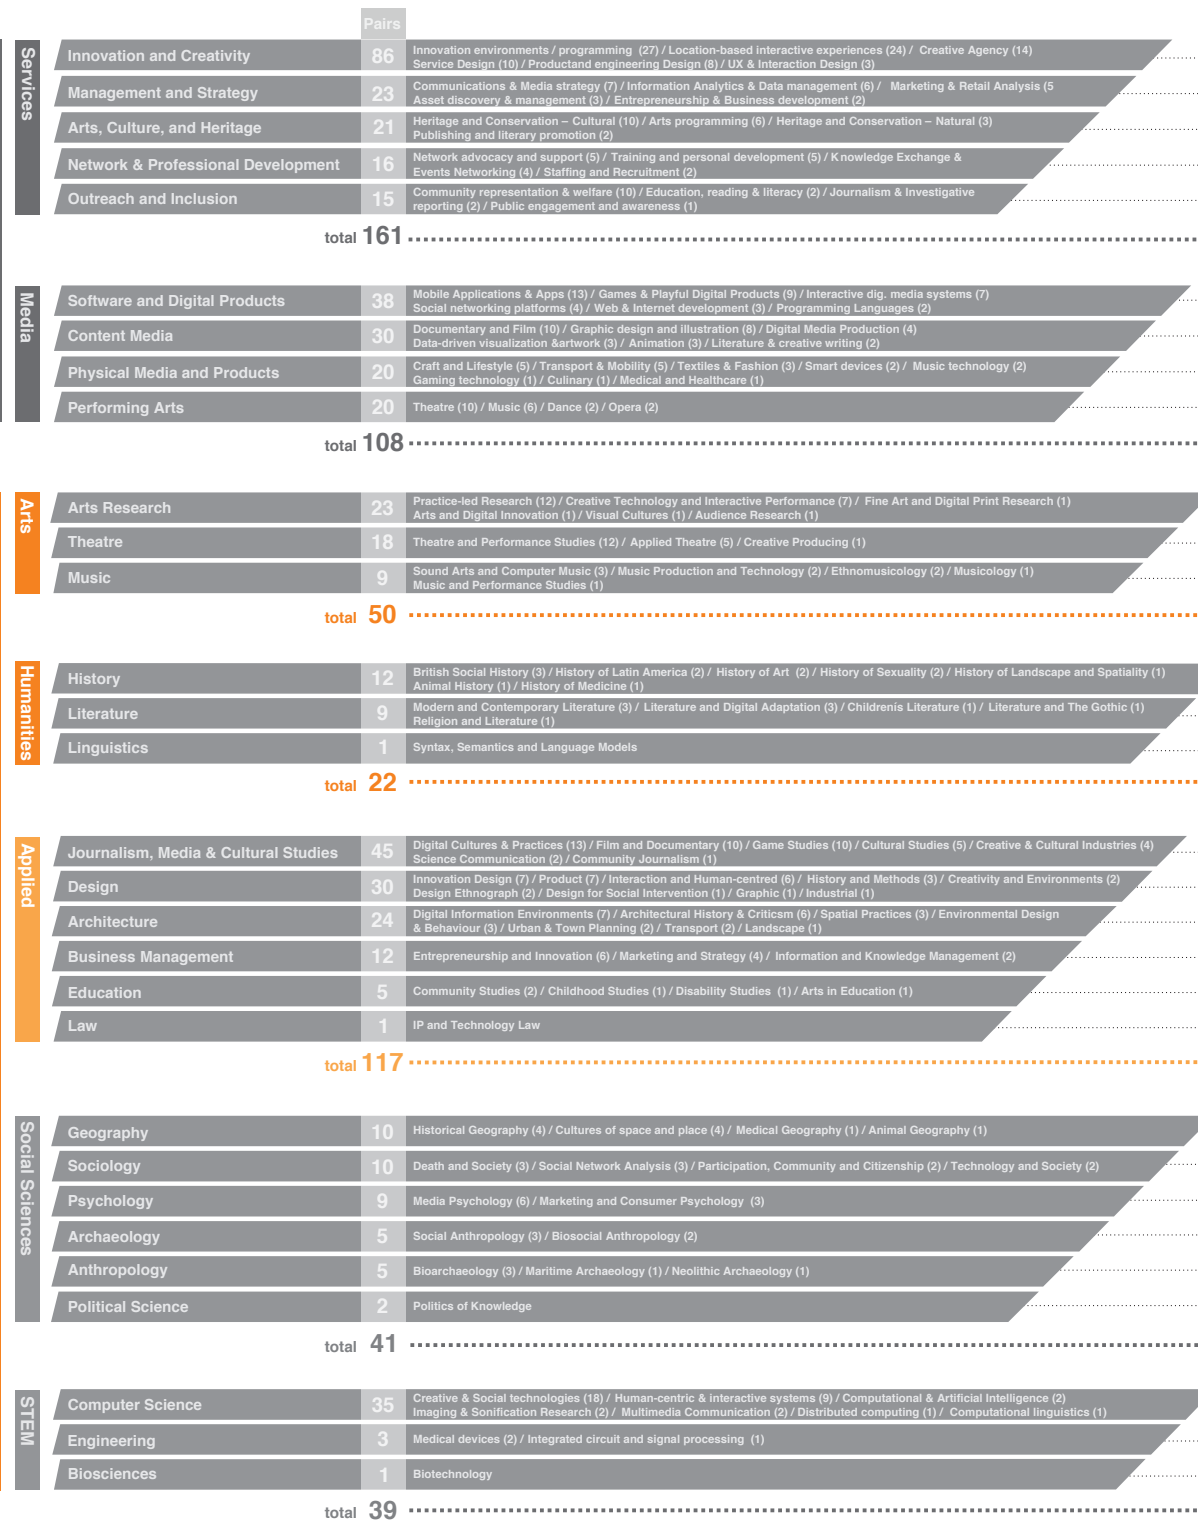 Pairs
Services
Innovation and Creativity 86 Innovation environments / programming (27) / Location-based interactive experiences (24) / Creative Agency (14)
Service Design (10) / Productand engineering Design (8) / UX & Interaction Design (3)
Management and Strategy 23 Communications & Media strategy (7) / Information Analytics & Data management (6) / Marketing & Retail Analysis (5
Asset discovery & management (3) / Entrepreneurship & Business development (2)
Arts, Culture, and Heritage 21 Heritage and Conservation – Cultural (10) / Arts programming (6) / Heritage and Conservation – Natural (3)
Publishing and literary promotion (2)
Network & Professional Development 16 Network advocacy and support (5) / Training and personal development (5) / Knowledge Exchange &
Events Networking (4) / Staffing and Recruitment (2)
Outreach and Inclusion 15 Community representation & welfare (10) / Education, reading & literacy (2) / Journalism & Investigative
reporting (2) / Public engagement and awareness (1)
total 161
Media
Software and Digital Products 38 Mobile Applications & Apps (13) / Games & Playful Digital Products (9) / Interactive dig. media systems (7)
Social networking platforms (4) / Web & Internet development (3) / Programming Languages (2)
Content Media 30 Documentary and Film (10) / Graphic design and illustration (8) / Digital Media Production (4)
Data-driven visualization &artwork (3) / Animation (3) / Literature & creative writing (2)
Physical Media and Products 20 Craft and Lifestyle (5) / Transport & Mobility (5) / Textiles & Fashion (3) / Smart devices (2) / Music technology (2)
Gaming technology (1) / Culinary (1) / Medical and Healthcare (1)
Performing Arts 20 Theatre (10) / Music (6) / Dance (2) / Opera (2)
total 108
Arts
Arts Research 23 Practice-led Research (12) / Creative Technology and Interactive Performance (7) / Fine Art and Digital Print Research (1)
Arts and Digital Innovation (1) / Visual Cultures (1) / Audience Research (1)
Theatre 18 Theatre and Performance Studies (12) / Applied Theatre (5) / Creative Producing (1)
Music 9 Sound Arts and Computer Music (3) / Music Production and Technology (2) / Ethnomusicology (2) / Musicology (1)
Music and Performance Studies (1)
total 50
Humanities
History 12 British Social History (3) / History of Latin America (2) / History of Art (2) / History of Sexuality (2) / History of Landscape and Spatiality (1)
Animal History (1) / History of Medicine (1)
Literature 9 Modern and Contemporary Literature (3) / Literature and Digital Adaptation (3) / Childrenís Literature (1) / Literature and The Gothic (1)
Religion and Literature (1)
Linguistics 1 Syntax, Semantics and Language Models
total 22
Applied
Journalism, Media & Cultural Studies 45 Digital Cultures & Practices (13) / Film and Documentary (10) / Game Studies (10) / Cultural Studies (5) / Creative & Cultural Industries (4)
Science Communication (2) / Community Journalism (1)
Design 30 Innovation Design (7) / Product (7) / Interaction and Human-centred (6) / History and Methods (3) / Creativity and Environments (2)
Design Ethnograph (2) / Design for Social Intervention (1) / Graphic (1) / Industrial (1)
Architecture 24 Digital Information Environments (7) / Architectural History & Criticsm (6) / Spatial Practices (3) / Environmental Design
& Behaviour (3) / Urban & Town Planning (2) / Transport (2) / Landscape (1)
Business Management 12 Entrepreneurship and Innovation (6) / Marketing and Strategy (4) / Information and Knowledge Management (2)
Education 5 Community Studies (2) / Childhood Studies (1) / Disability Studies (1) / Arts in Education (1)
Law 1 IP and Technology Law
total 117
Social Sciences
Geography 10 Historical Geography (4) / Cultures of space and place (4) / Medical Geography (1) / Animal Geography (1)
Sociology 10 Death and Society (3) / Social Network Analysis (3) / Participation, Community and Citizenship (2) / Technology and Society (2)
Psychology 9 Media Psychology (6) / Marketing and Consumer Psychology (3)
Archaeology 5 Social Anthropology (3) / Biosocial Anthropology (2)
Anthropology 5 Bioarchaeology (3) / Maritime Archaeology (1) / Neolithic Archaeology (1)
Political Science 2 Politics of Knowledge
total 41
STEM
Computer Science 35 Creative & Social technologies (18) / Human-centric & interactive systems (9) / Computational & Artificial Intelligence (2)
Imaging & Sonification Research (2) / Multimedia Communication (2) / Distributed computing (1) / Computational linguistics (1)
Engineering 3 Medical devices (2) / Integrated circuit and signal processing (1)
Biosciences 1 Biotechnology
total 39